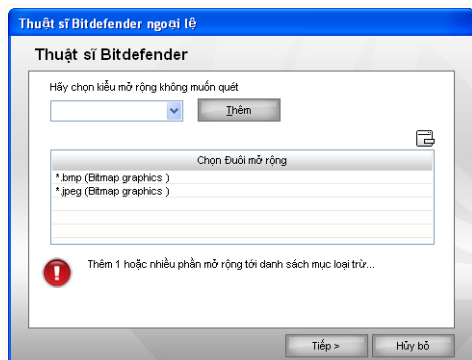 Thuật sĩ Bitdefender ngoại lệ
Thuật sĩ Bitdefender
Hãy chọn kiểu mở rộng không muốn quét
Thêm
Chọn Đuôi mở rộng
*.bmp (Bitmap graphics )
*.jpeg (Bitmap graphics )
Thêm 1 hoặc nhiều phần mở rộng tới danh sách mục loại trừ...
Tiếp > Hủy bỏ